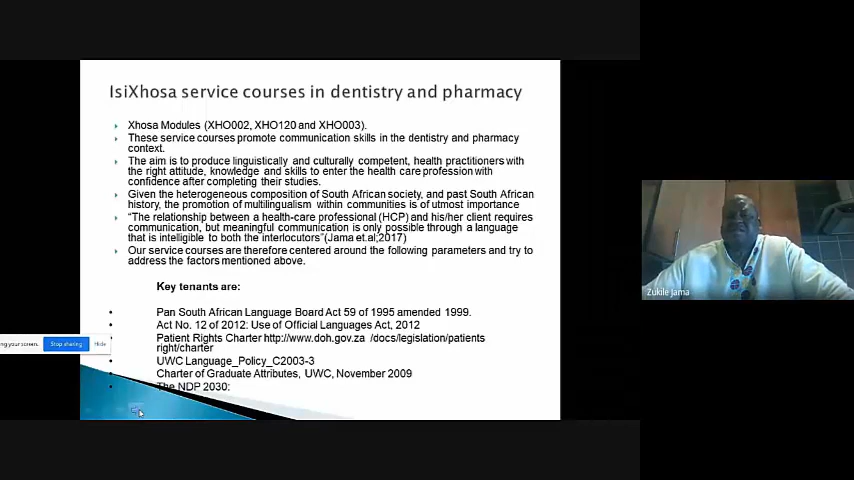 IsiXhosa service courses in dentistry and pharmacy
Xhosa Modules (XHO002, XHO120 and XHO003).
These service courses promote communication skills in the dentistry and pharmacy
context.
The aim is to produce linguistically and culturally competent, health practitioners with
the right attitude, knowledge and skills to enter the health care profession with
confidence after completing their studies.
Given the heterogeneous composition of South African society, and past South African
history, the promotion of multilingualism within communities is of utmost importance
“The relationship between a health-care professional (HCP) and his/her client requires
communication, but meaningful communication is only possible through a language
that is intelligible to both the interlocutors”(Jama et.al;2017)
Our service courses are therefore centered around the following parameters and try to
address the factors mentioned above.
Key tenants are:
Pan South African Language Board Act 59 of 1995 amended 1999.
Act No. 12 of 2012: Use of Official Languages Act, 2012
Patient Rights Charter http://www.doh.gov.za /docs/legislation/patients
right/charter
UWC Language_Policy_C2003-3
Charter of Graduate Attributes, UWC, November 2009
The NDP 2030:
ng your screen. Stop sharing Hide
Zukile Jama